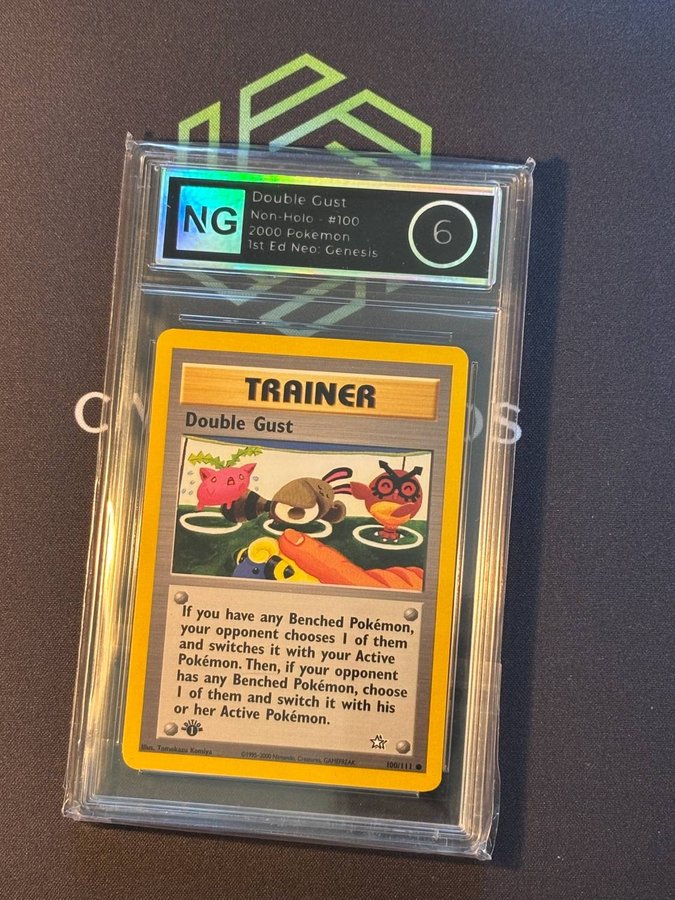 NG
Double Gust
Non-Holo - #100
2000 Pokemon
1st Ed Neo: Genesis
6
TRAINER
Double Gust
If you have any Benched Pokémon,
your opponent chooses 1 of them
and switches it with your Active
Pokémon. Then, if your opponent
has any Benched Pokémon, choose
1 of them and switch it with his
or her Active Pokémon.
EDITION
1
Illus. Tomokazu Komiya
©1995-2000 Nintendo, Creatures, GAMEFREAK.
100/111